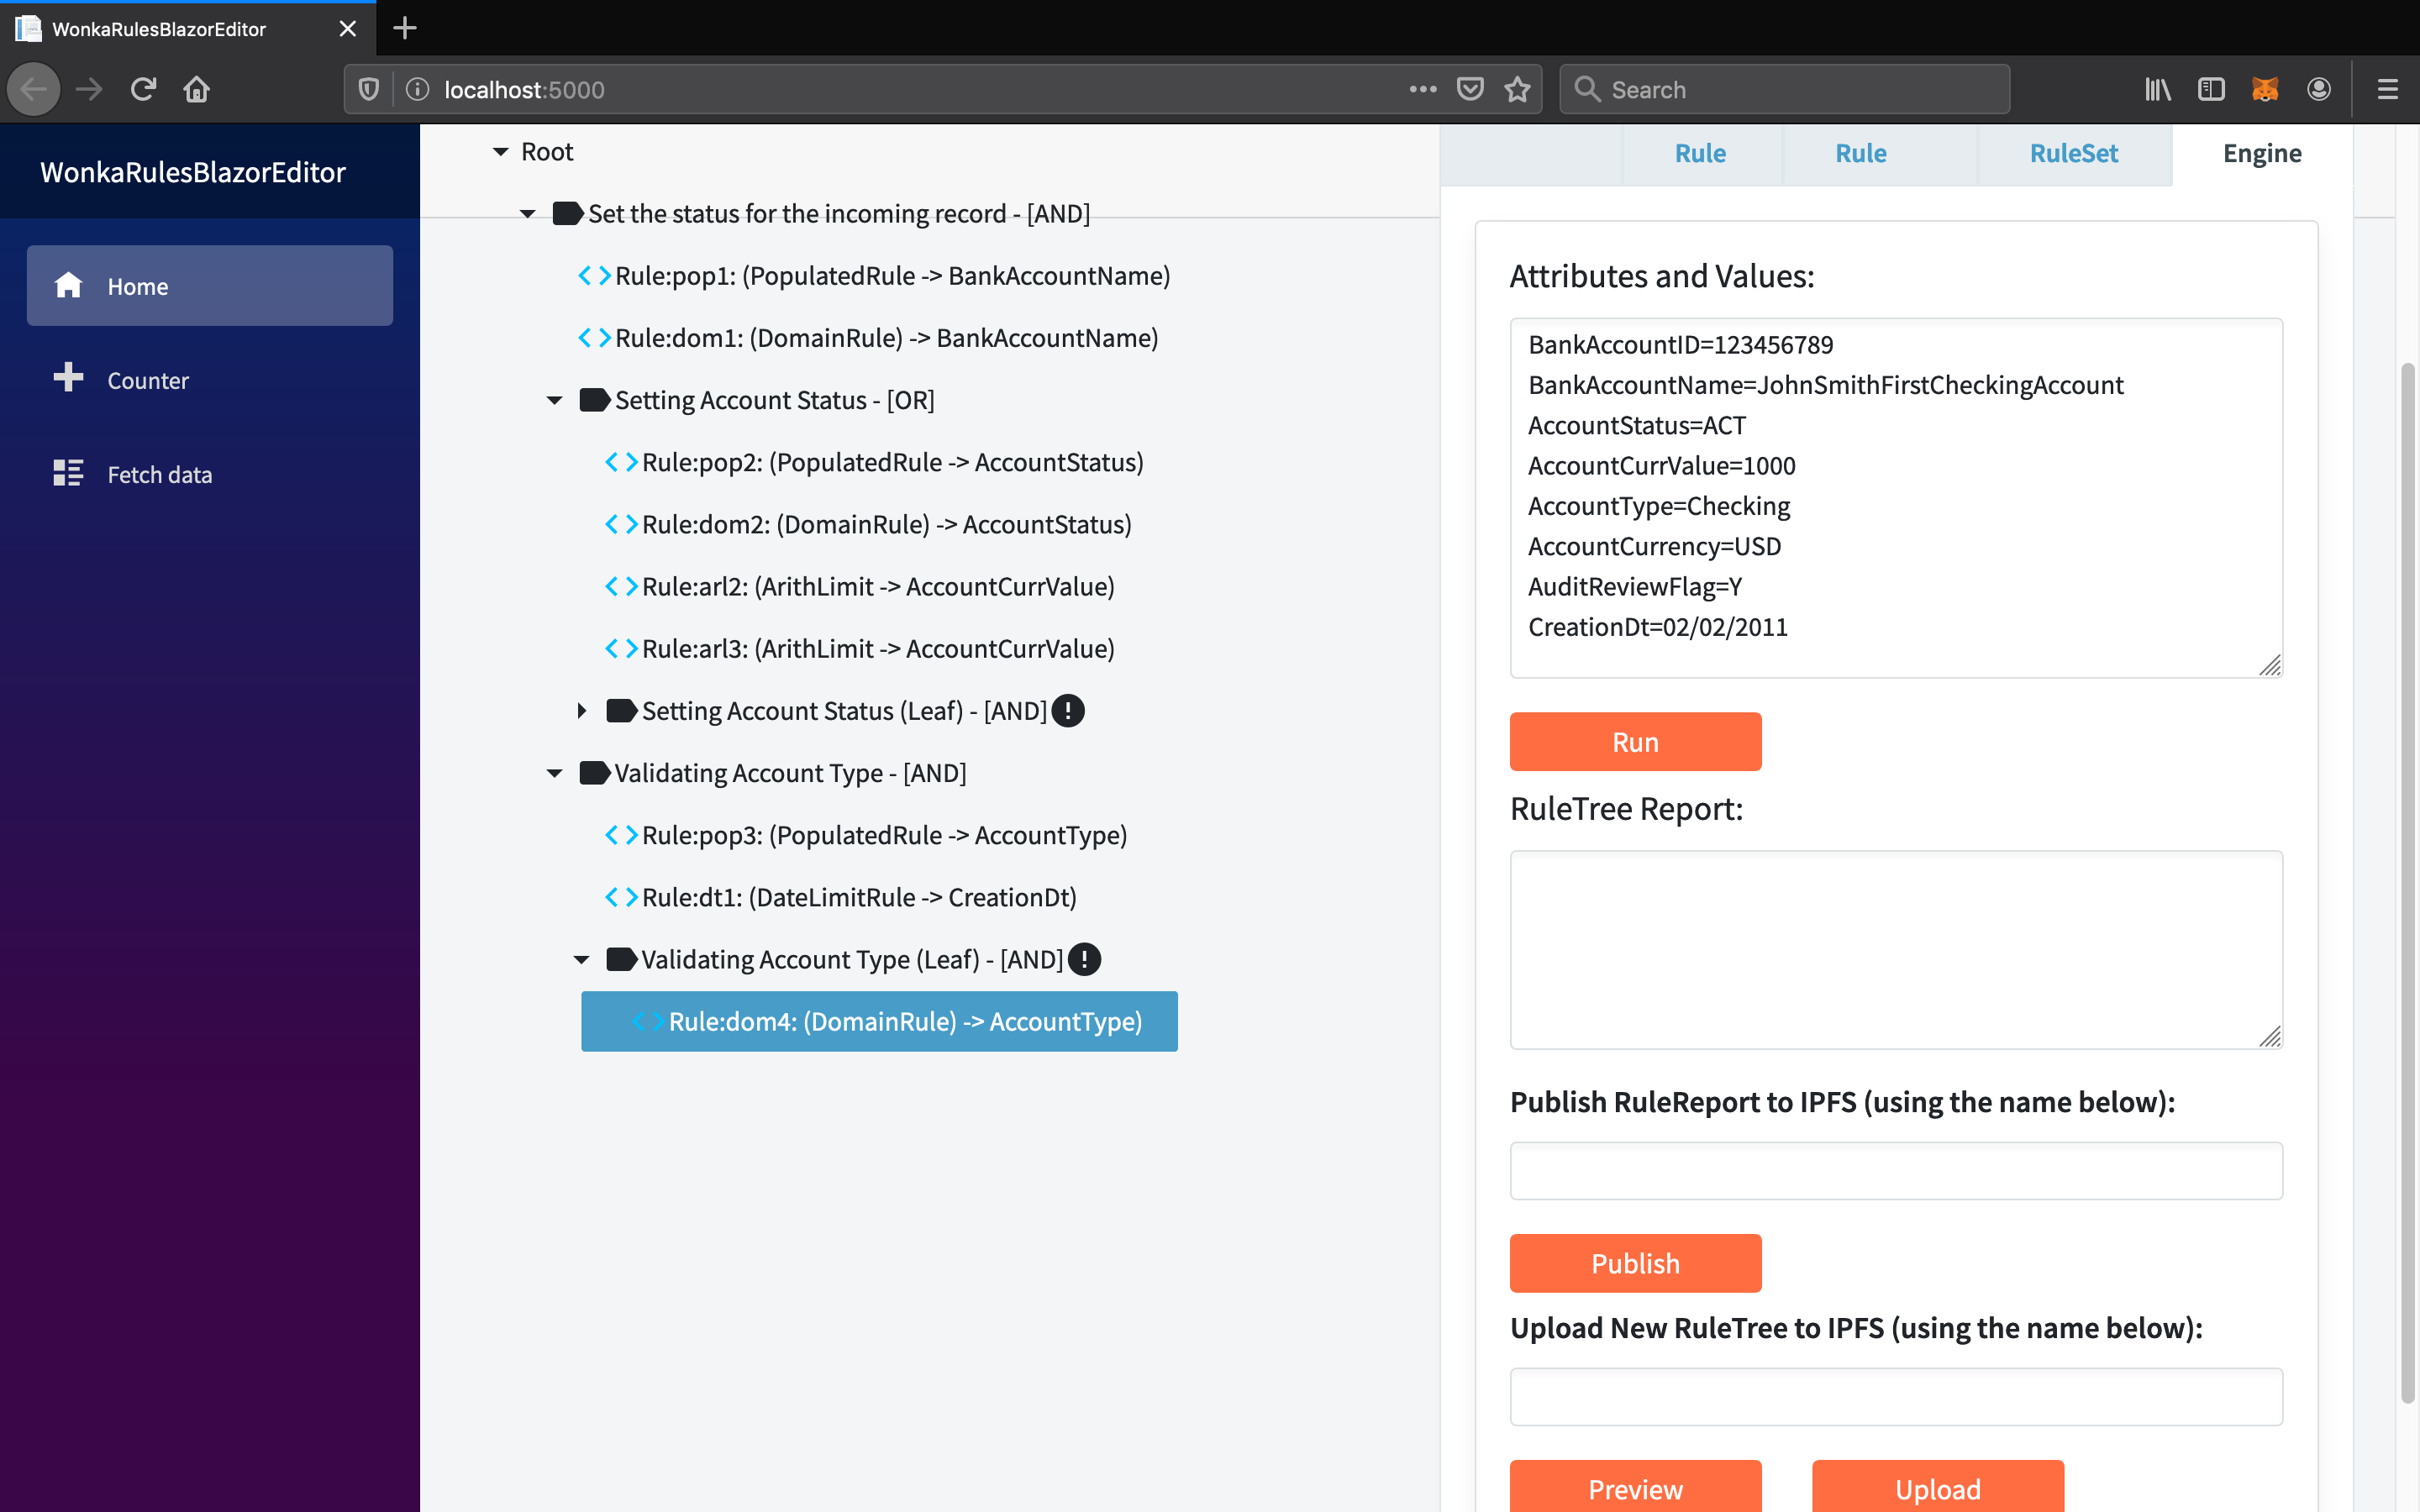 WonkaRulesBlazorEditor
localhost:5000
Search
WonkaRulesBlazorEditor
Home
Counter
Fetch data
Root
Set the status for the incoming record - [AND]
Rule:pop1: (PopulatedRule -> BankAccountName)
Rule:dom1: (DomainRule) -> BankAccountName)
Setting Account Status - [OR]
Rule:pop2: (PopulatedRule -> AccountStatus)
Rule:dom2: (DomainRule) -> AccountStatus)
Rule:arl2: (ArithLimit -> AccountCurrValue)
Rule:arl3: (ArithLimit -> AccountCurrValue)
Setting Account Status (Leaf) - [AND]
Validating Account Type - [AND]
Rule:pop3: (PopulatedRule -> AccountType)
Rule:dt1: (DateLimitRule -> CreationDt)
Validating Account Type (Leaf) - [AND]
Rule:dom4: (DomainRule) -> AccountType)
Rule Rule RuleSet Engine
Attributes and Values:
BankAccountID=123456789
BankAccountName=JohnSmithFirstCheckingAccount
AccountStatus=ACT
AccountCurrValue=1000
AccountType=Checking
AccountCurrency=USD
AuditReviewFlag=Y
CreationDt=02/02/2011
Run
RuleTree Report:
Publish RuleReport to IPFS (using the name below):
Publish
Upload New RuleTree to IPFS (using the name below):
Preview Upload